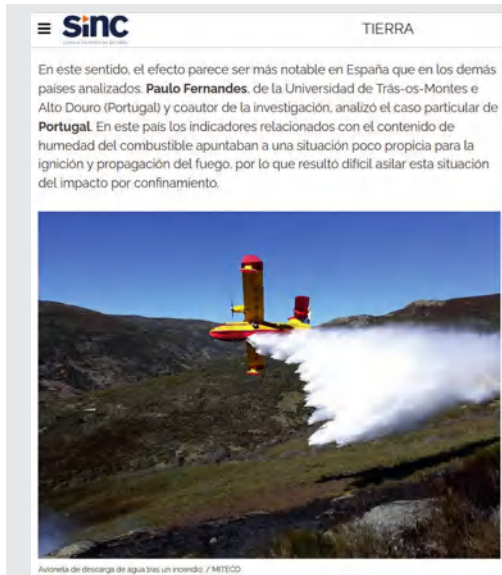 sinc
TIERRA
En este sentido, el efecto parece ser más notable en España que en los demás
países analizados. Paulo Fernandes, de la Universidad de Trás-os-Montes e
Alto Douro (Portugal) y coautor de la investigación, analizó el caso particular de
Portugal. En este país los indicadores relacionados con el contenido de
humedad del combustible apuntaban a una situación poco propicia para la
ignición y propagación del fuego, por lo que resultó difícil asilar esta situación
del impacto por confinamiento.
Avioneta de descarga de agua tras un incendio. / MITECO